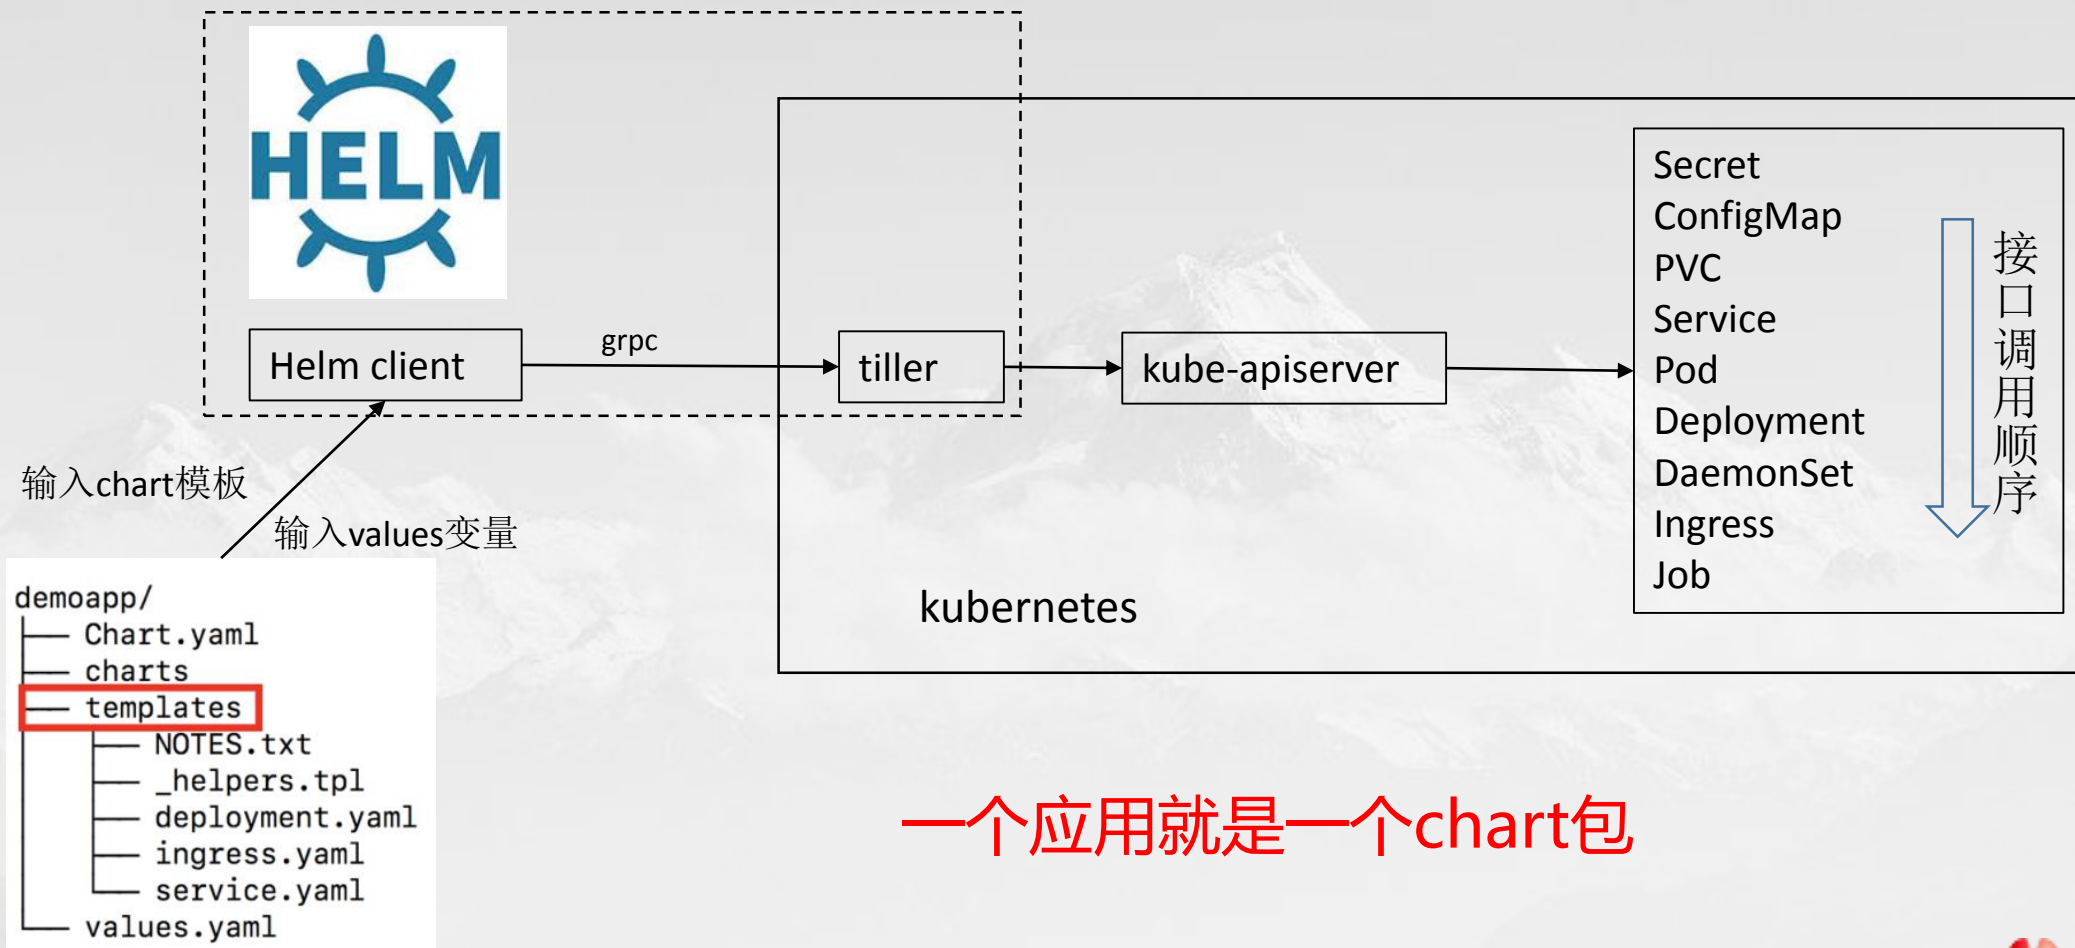 HELM
Helm client
grpc
tiller
kube-apiserver
Secret
ConfigMap
PVC
Service
Pod
Deployment
DaemonSet
Ingress
Job
接口调用顺序
kubernetes
输入chart模板
输入values变量
demoapp/
Chart.yaml
charts
templates
NOTES.txt
_helpers.tpl
deployment.yaml
ingress.yaml
service.yaml
values.yaml
一个应用就是一个chart包